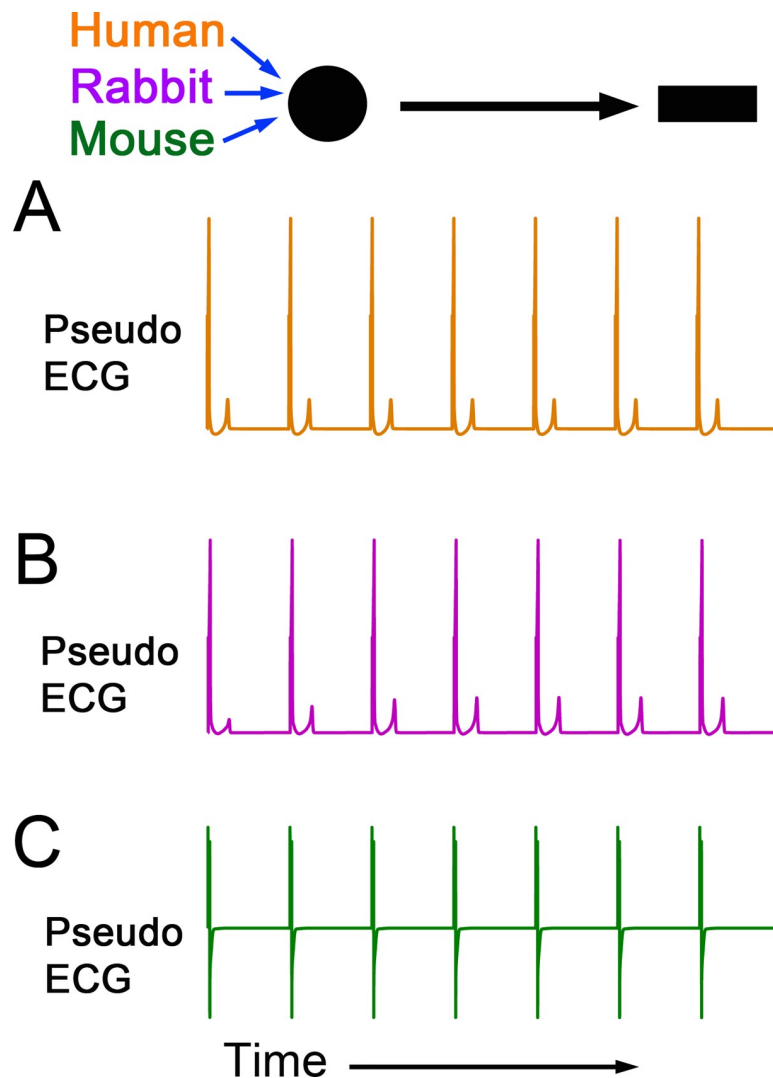 Human
Rabbit
Mouse
A
Pseudo
ECG
B
Pseudo
ECG
C
Pseudo
ECG
Time